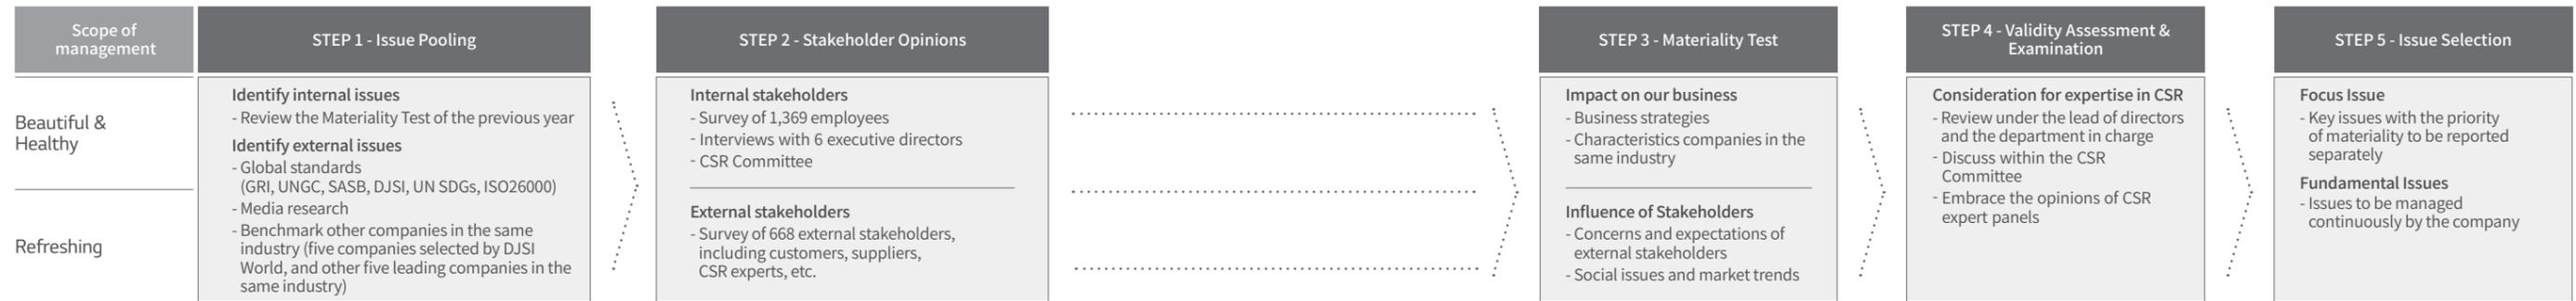 Scope of
management
Beautiful &
Healthy
Refreshing
STEP 1 - Issue Pooling
Identify internal issues
- Review the Materiality Test of the previous year
Identify external issues
- Global standards
(GRI, UNGC, SASB, DJSI, UN SDGs, ISO26000)
- Media research
- Benchmark other companies in the same
industry (five companies selected by DJSI
World, and other five leading companies in the
same industry)
STEP 2 - Stakeholder Opinions
Internal stakeholders
- Survey of 1,369 employees
- Interviews with 6 executive directors
- CSR Committee
External stakeholders
- Survey of 668 external stakeholders,
including customers, suppliers,
CSR experts, etc.
STEP 3 - Materiality Test
Impact on our business
- Business strategies
- Characteristics companies in the
same industry
Influence of Stakeholders
- Concerns and expectations of
external stakeholders
- Social issues and market trends
STEP 4 - Validity Assessment &
Examination
Consideration for expertise in CSR
- Review under the lead of directors
and the department in charge
- Discuss within the CSR
Committee
- Embrace the opinions of CSR
expert panels
STEP 5 - Issue Selection
Focus Issue
- Key issues with the priority
of materiality to be reported
separately
Fundamental Issues
- Issues to be managed
continuously by the company